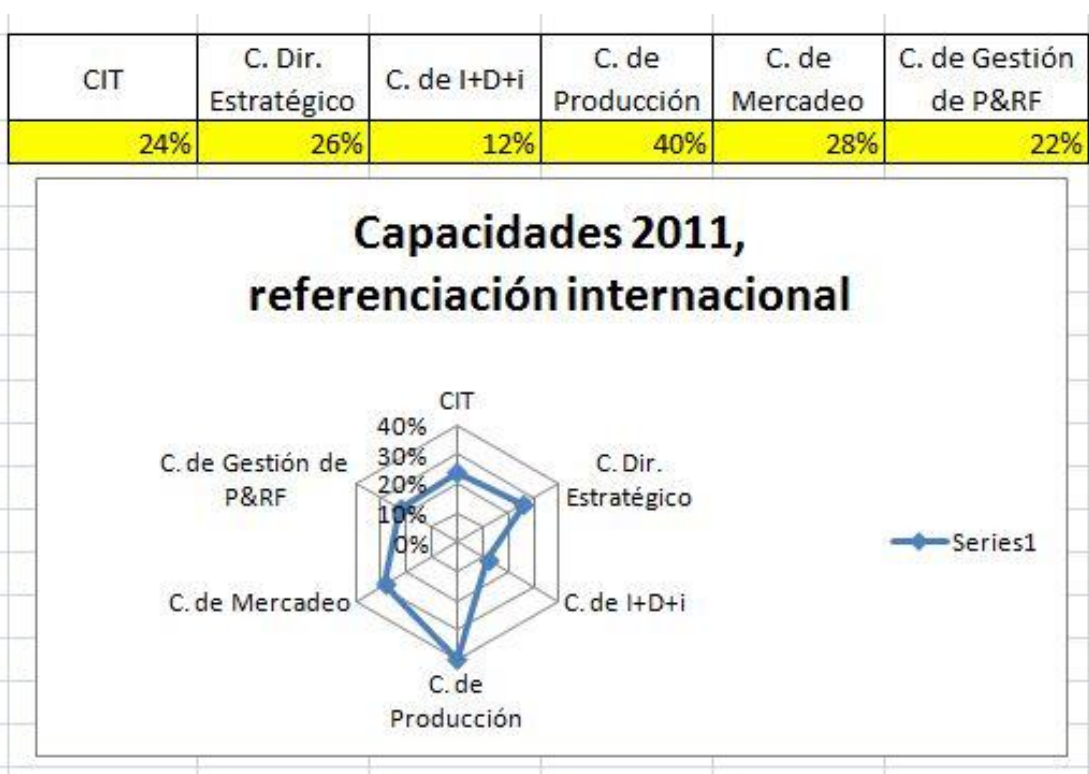 CIT
C. Dir.
Estratégico
C. de I+D+i
C. de
Producción
C. de
Mercadeo
C. de Gestión
de P&RF
24% 26% 12% 40% 28% 22%
Capacidades 2011,
referenciación internacional
CIT
40%
30%
20%
10%
0%
C. Dir.
Estratégico
C. de I+D+i
C. de
Producción
C. de Mercadeo
C. de Gestión de
P&RF
Series1